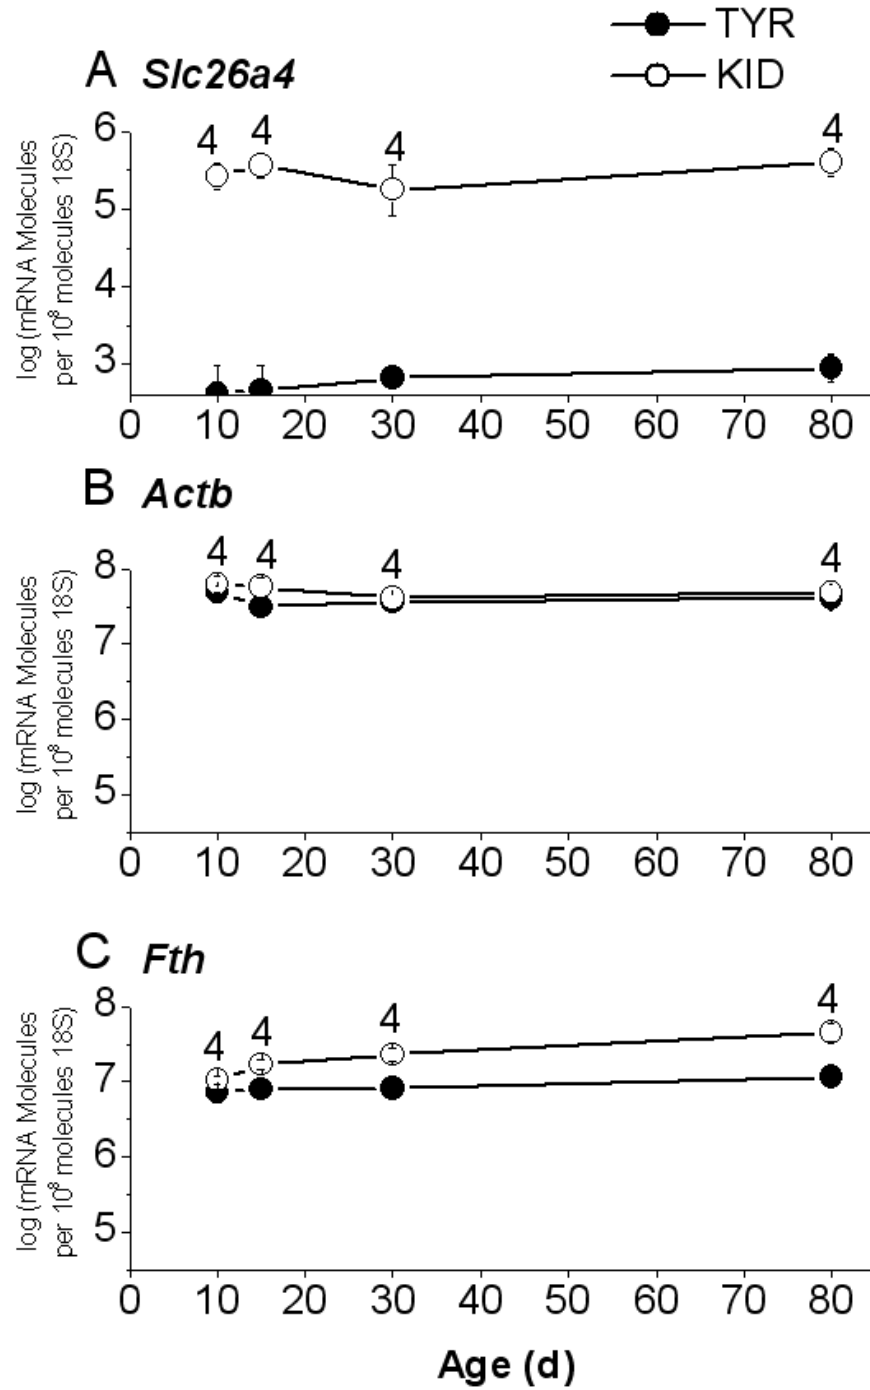 TYR
KID
A Slc26a4
log (mRNA Molecules
per 10⁸ molecules 18S)
6
5
4
3
4
4
4
4
0 10 20 30 40 50 60 70 80
B Actb
log (mRNA Molecules
per 10⁸ molecules 18S)
8
7
6
5
4
4
4
4
0 10 20 30 40 50 60 70 80
C Fth
log (mRNA Molecules
per 10⁸ molecules 18S)
8
7
6
5
4
4
4
4
0 10 20 30 40 50 60 70 80
Age (d)